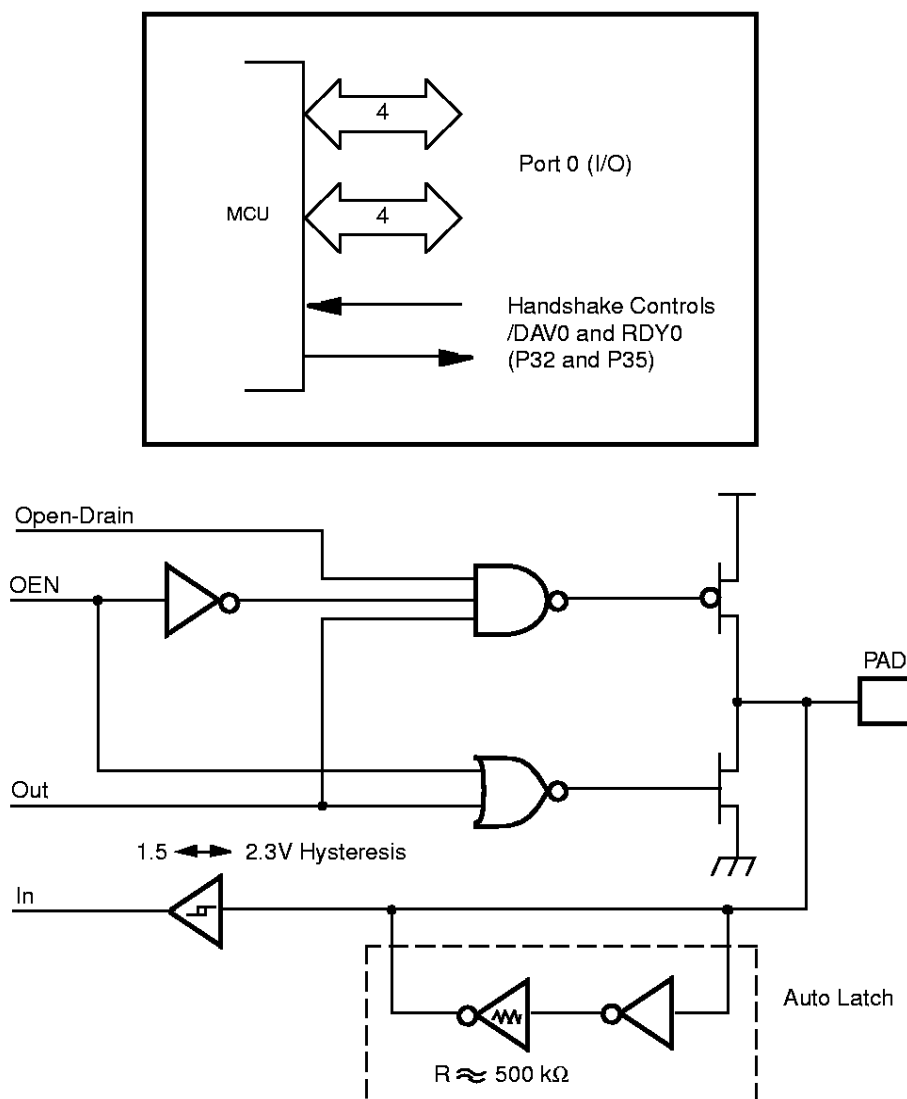 4
Port 0 (I/O)
MCU
4
Handshake Controls
/DAV0 and RDY0
(P32 and P35)
Open-Drain
OEN
PAD
Out
1.5 ◄─► 2.3V Hysteresis
In
Auto Latch
R ≈ 500 kΩ